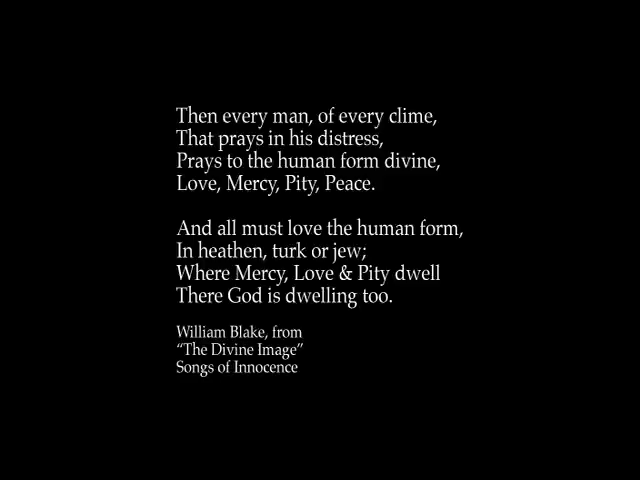 Then every man, of every clime,
That prays in his distress,
Prays to the human form divine,
Love, Mercy, Pity, Peace.
And all must love the human form,
In heathen, turk or jew;
Where Mercy, Love & Pity dwell
There God is dwelling too.
William Blake, from
“The Divine Image”
Songs of Innocence